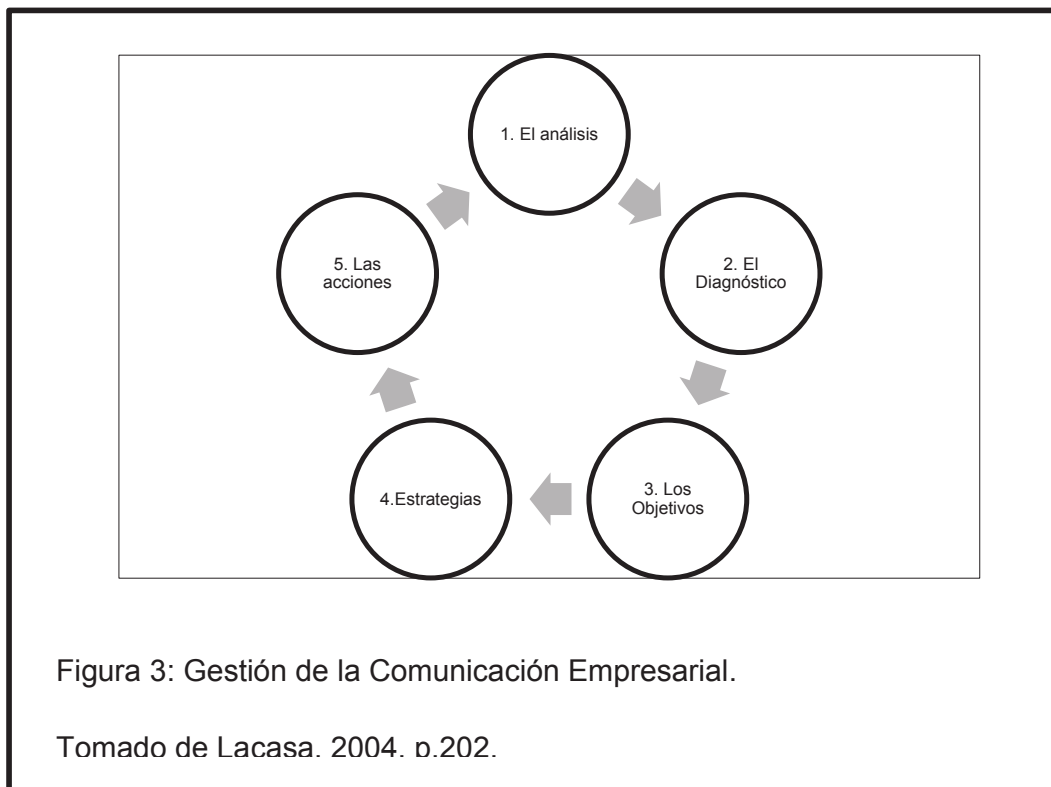 1. El análisis
2. El
Diagnóstico
3. Los
Objetivos
4.Estrategias
5. Las
acciones
Figura 3: Gestión de la Comunicación Empresarial.
Tomado de Lacasa. 2004. p.202.